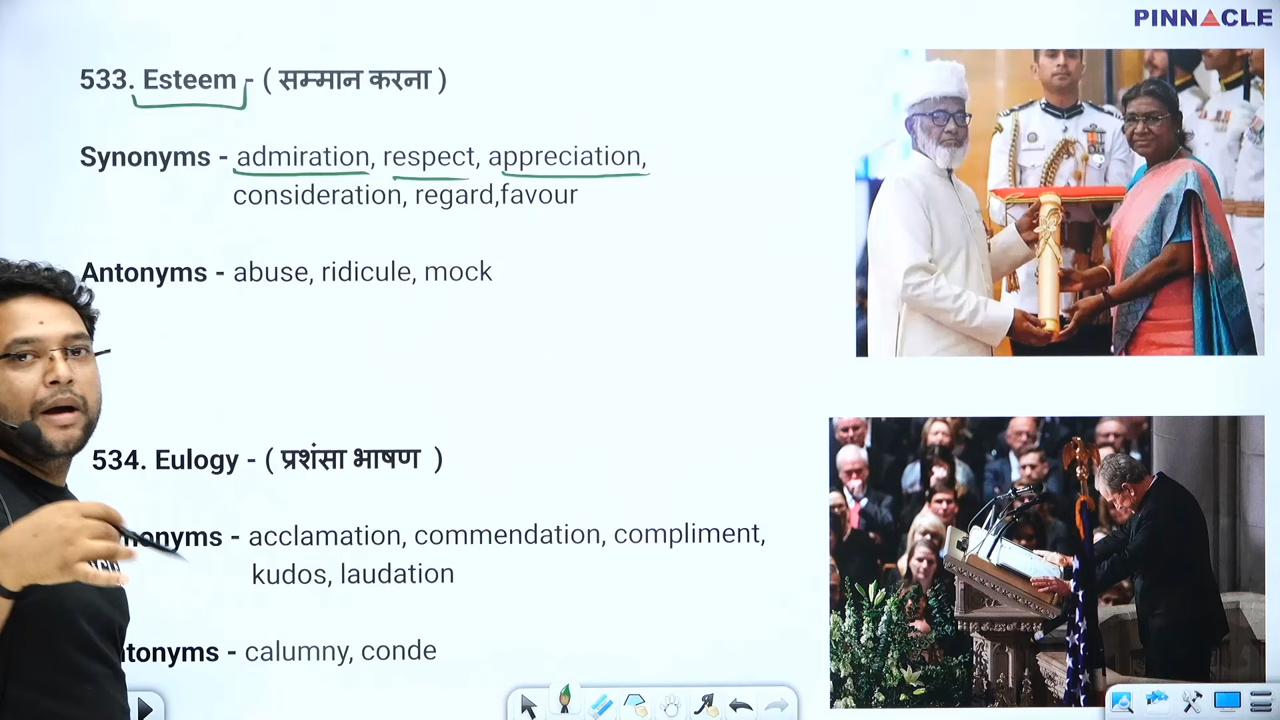 PINNACLE
533. Esteem - ( सम्मान करना )
Synonyms - admiration, respect, appreciation,
consideration, regard,favour
Antonyms - abuse, ridicule, mock
534. Eulogy - ( प्रशंसा भाषण )
nonyms - acclamation, commendation, compliment,
kudos, laudation
tonyms - calumny, conde